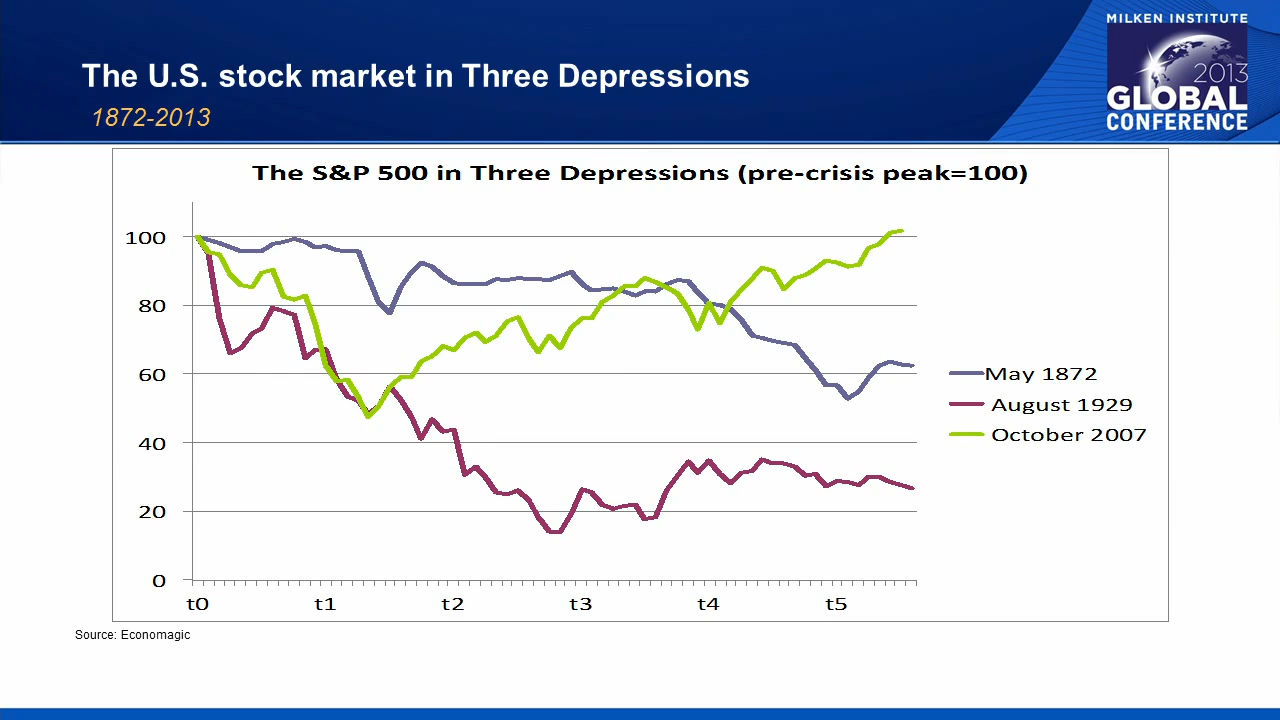 The U.S. stock market in Three Depressions
1872-2013
MILKEN INSTITUTE
2013
GLOBAL
CONFERENCE
The S&P 500 in Three Depressions (pre-crisis peak=100)
100
80
60
40
20
0
t0 t1 t2 t3 t4 t5
May 1872
August 1929
October 2007
Source: Economagic